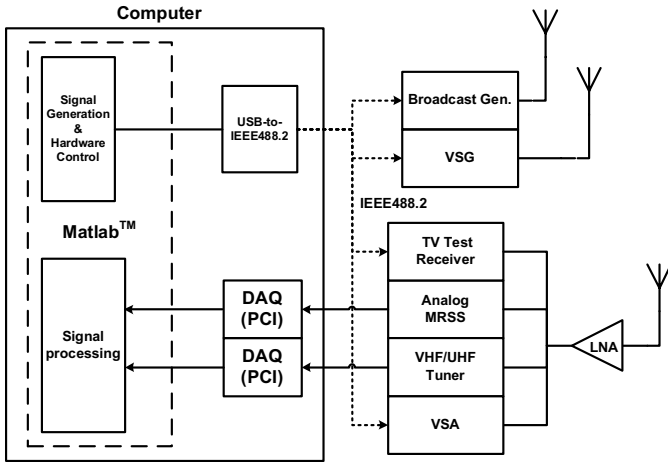 Computer
Signal
Generation
&
Hardware
Control
USB-to-
IEEE488.2
Broadcast Gen.
VSG
IEEE488.2
Matlab™
TV Test
Receiver
Analog
MRSS
VHF/UHF
Tuner
VSA
LNA
DAQ
(PCI)
DAQ
(PCI)
Signal
processing